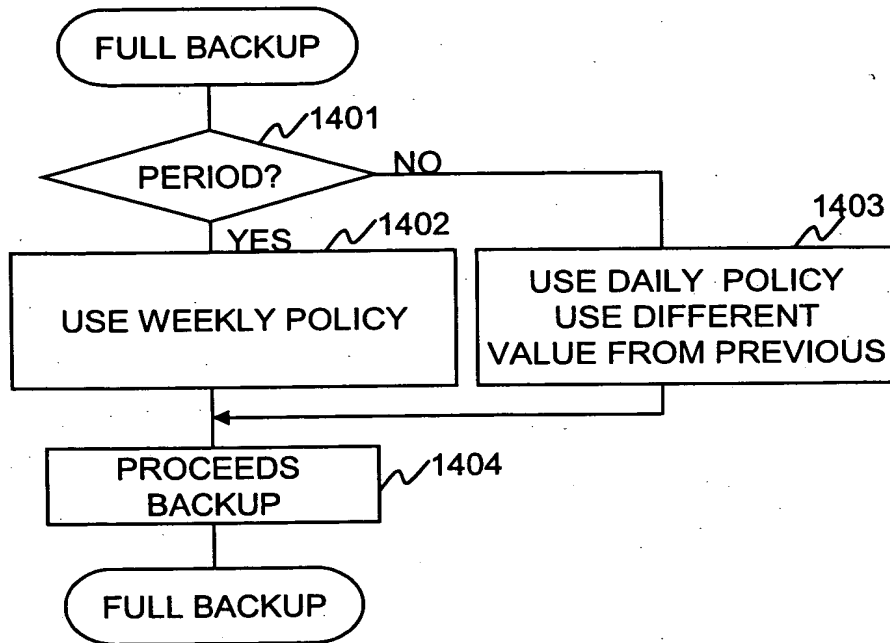 FULL BACKUP
1401
PERIOD?
NO
YES
1402
1403
USE WEEKLY POLICY
USE DAILY POLICY
USE DIFFERENT
VALUE FROM PREVIOUS
PROCEEDS
BACKUP
1404
FULL BACKUP